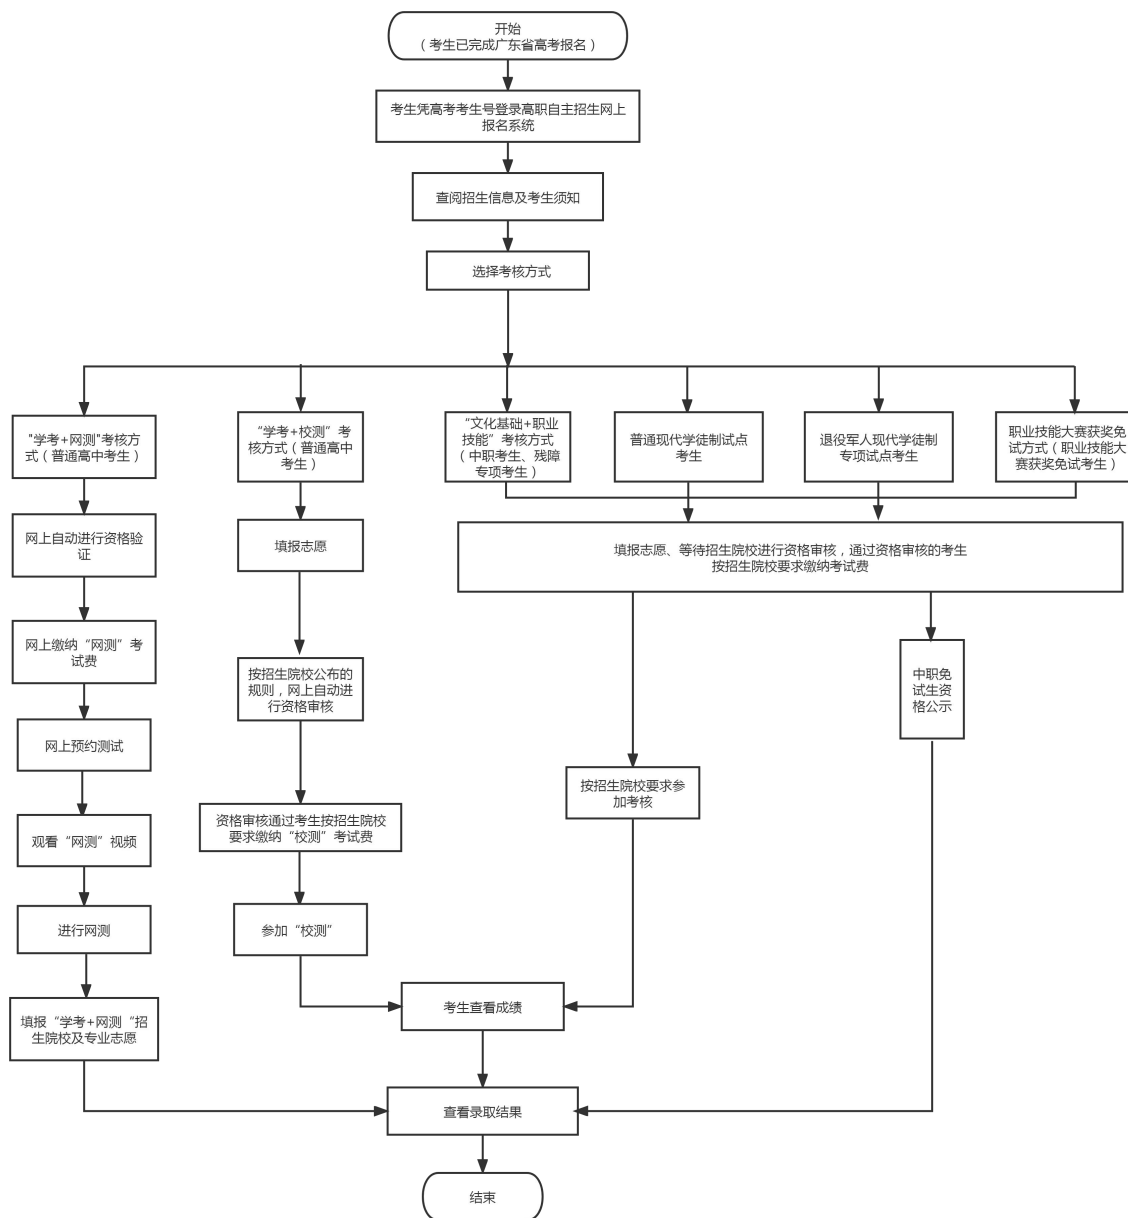 开始
（考生已完成广东省高考报名）
考生凭高考考生号登录高职自主招生网上
报名系统
查阅招生信息及考生须知
选择考核方式
"学考+网测"考核方
式（普通高中考生）
“学考+校测”考
核方式（普通高中
考生）
“文化基础+职业
技能”考核方式
（中职考生、残障
专项考生）
普通现代学徒制试点
考生
退役军人现代学徒制
专项试点考生
职业技能大赛获奖免
试方式（职业技能大
赛获奖免试考生）
网上自动进行资格验
证
填报志愿
填报志愿、等待招生院校进行资格审核，通过资格审核的考生
按招生院校要求缴纳考试费
网上缴纳“网测”考
试费
按招生院校公布的
规则，网上自动进
行资格审核
中职免
试生资
格公示
网上预约测试
按招生院校要求参
加考核
资格审核通过考生按招生院校
要求缴纳“校测”考试费
观看“网测”视频
进行网测
参加“校测”
填报“学考+网测“招
生院校及专业志愿
考生查看成绩
查看录取结果
结束